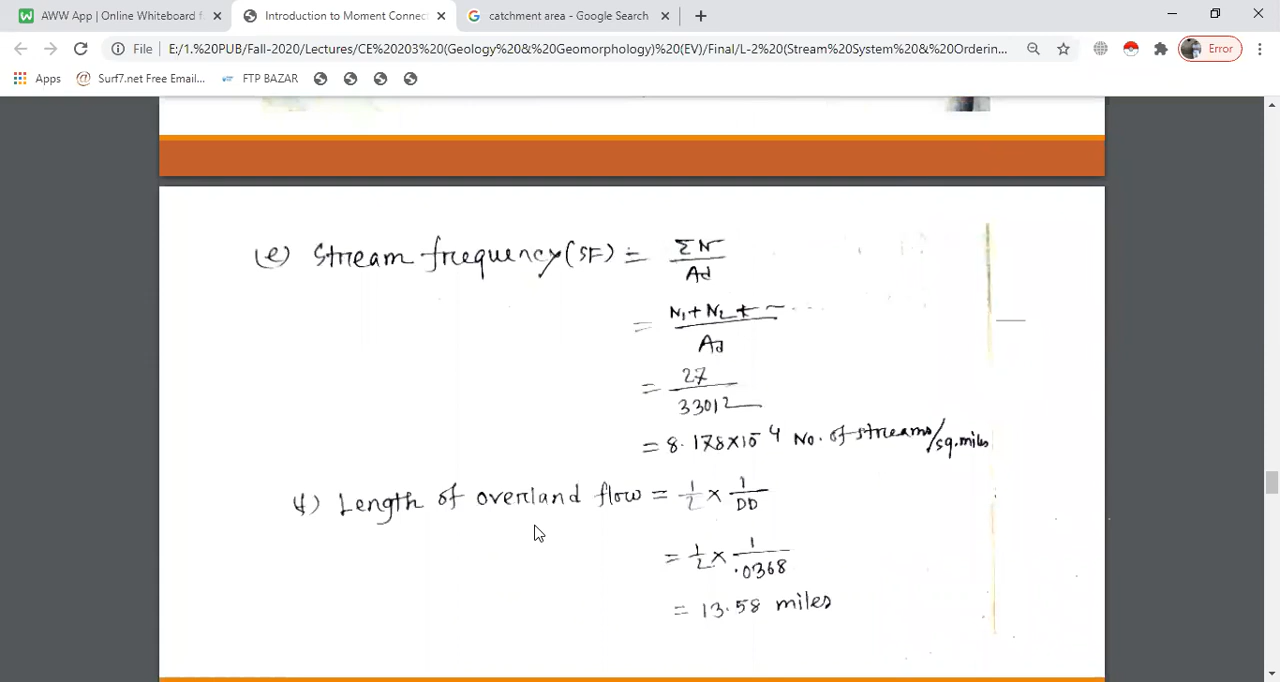 AWW App | Online Whiteboard f
Introduction to Moment Connec
catchment area - Google Search
File
E:/1.%20PUB/Fall-2020/Lectures/CE%20203%20(Geology%20&%20Geomorphology)%20(EV)/Final/L-2%20(Stream%20System%20&%20Orderin...
Error
Apps
Surf7.net Free Email...
FTP BAZAR
(e) Stream frequency(SF) = ΣN / Ad
= N1 + N2 + ~ ... / Ad
= 27 / 33012
= 8.178×10-4 No. of streams/sq.miles
f) Length of overland flow = 1/2 × 1/DD
= 1/2 × 1/.0368
= 13.58 miles